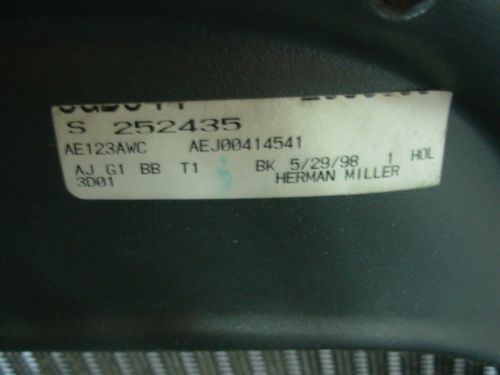 S 252435
AE123AWC AEJ00414541
AJ G1 BB T1 BK 5/29/98 1 HOL
3D01 HERMAN MILLER